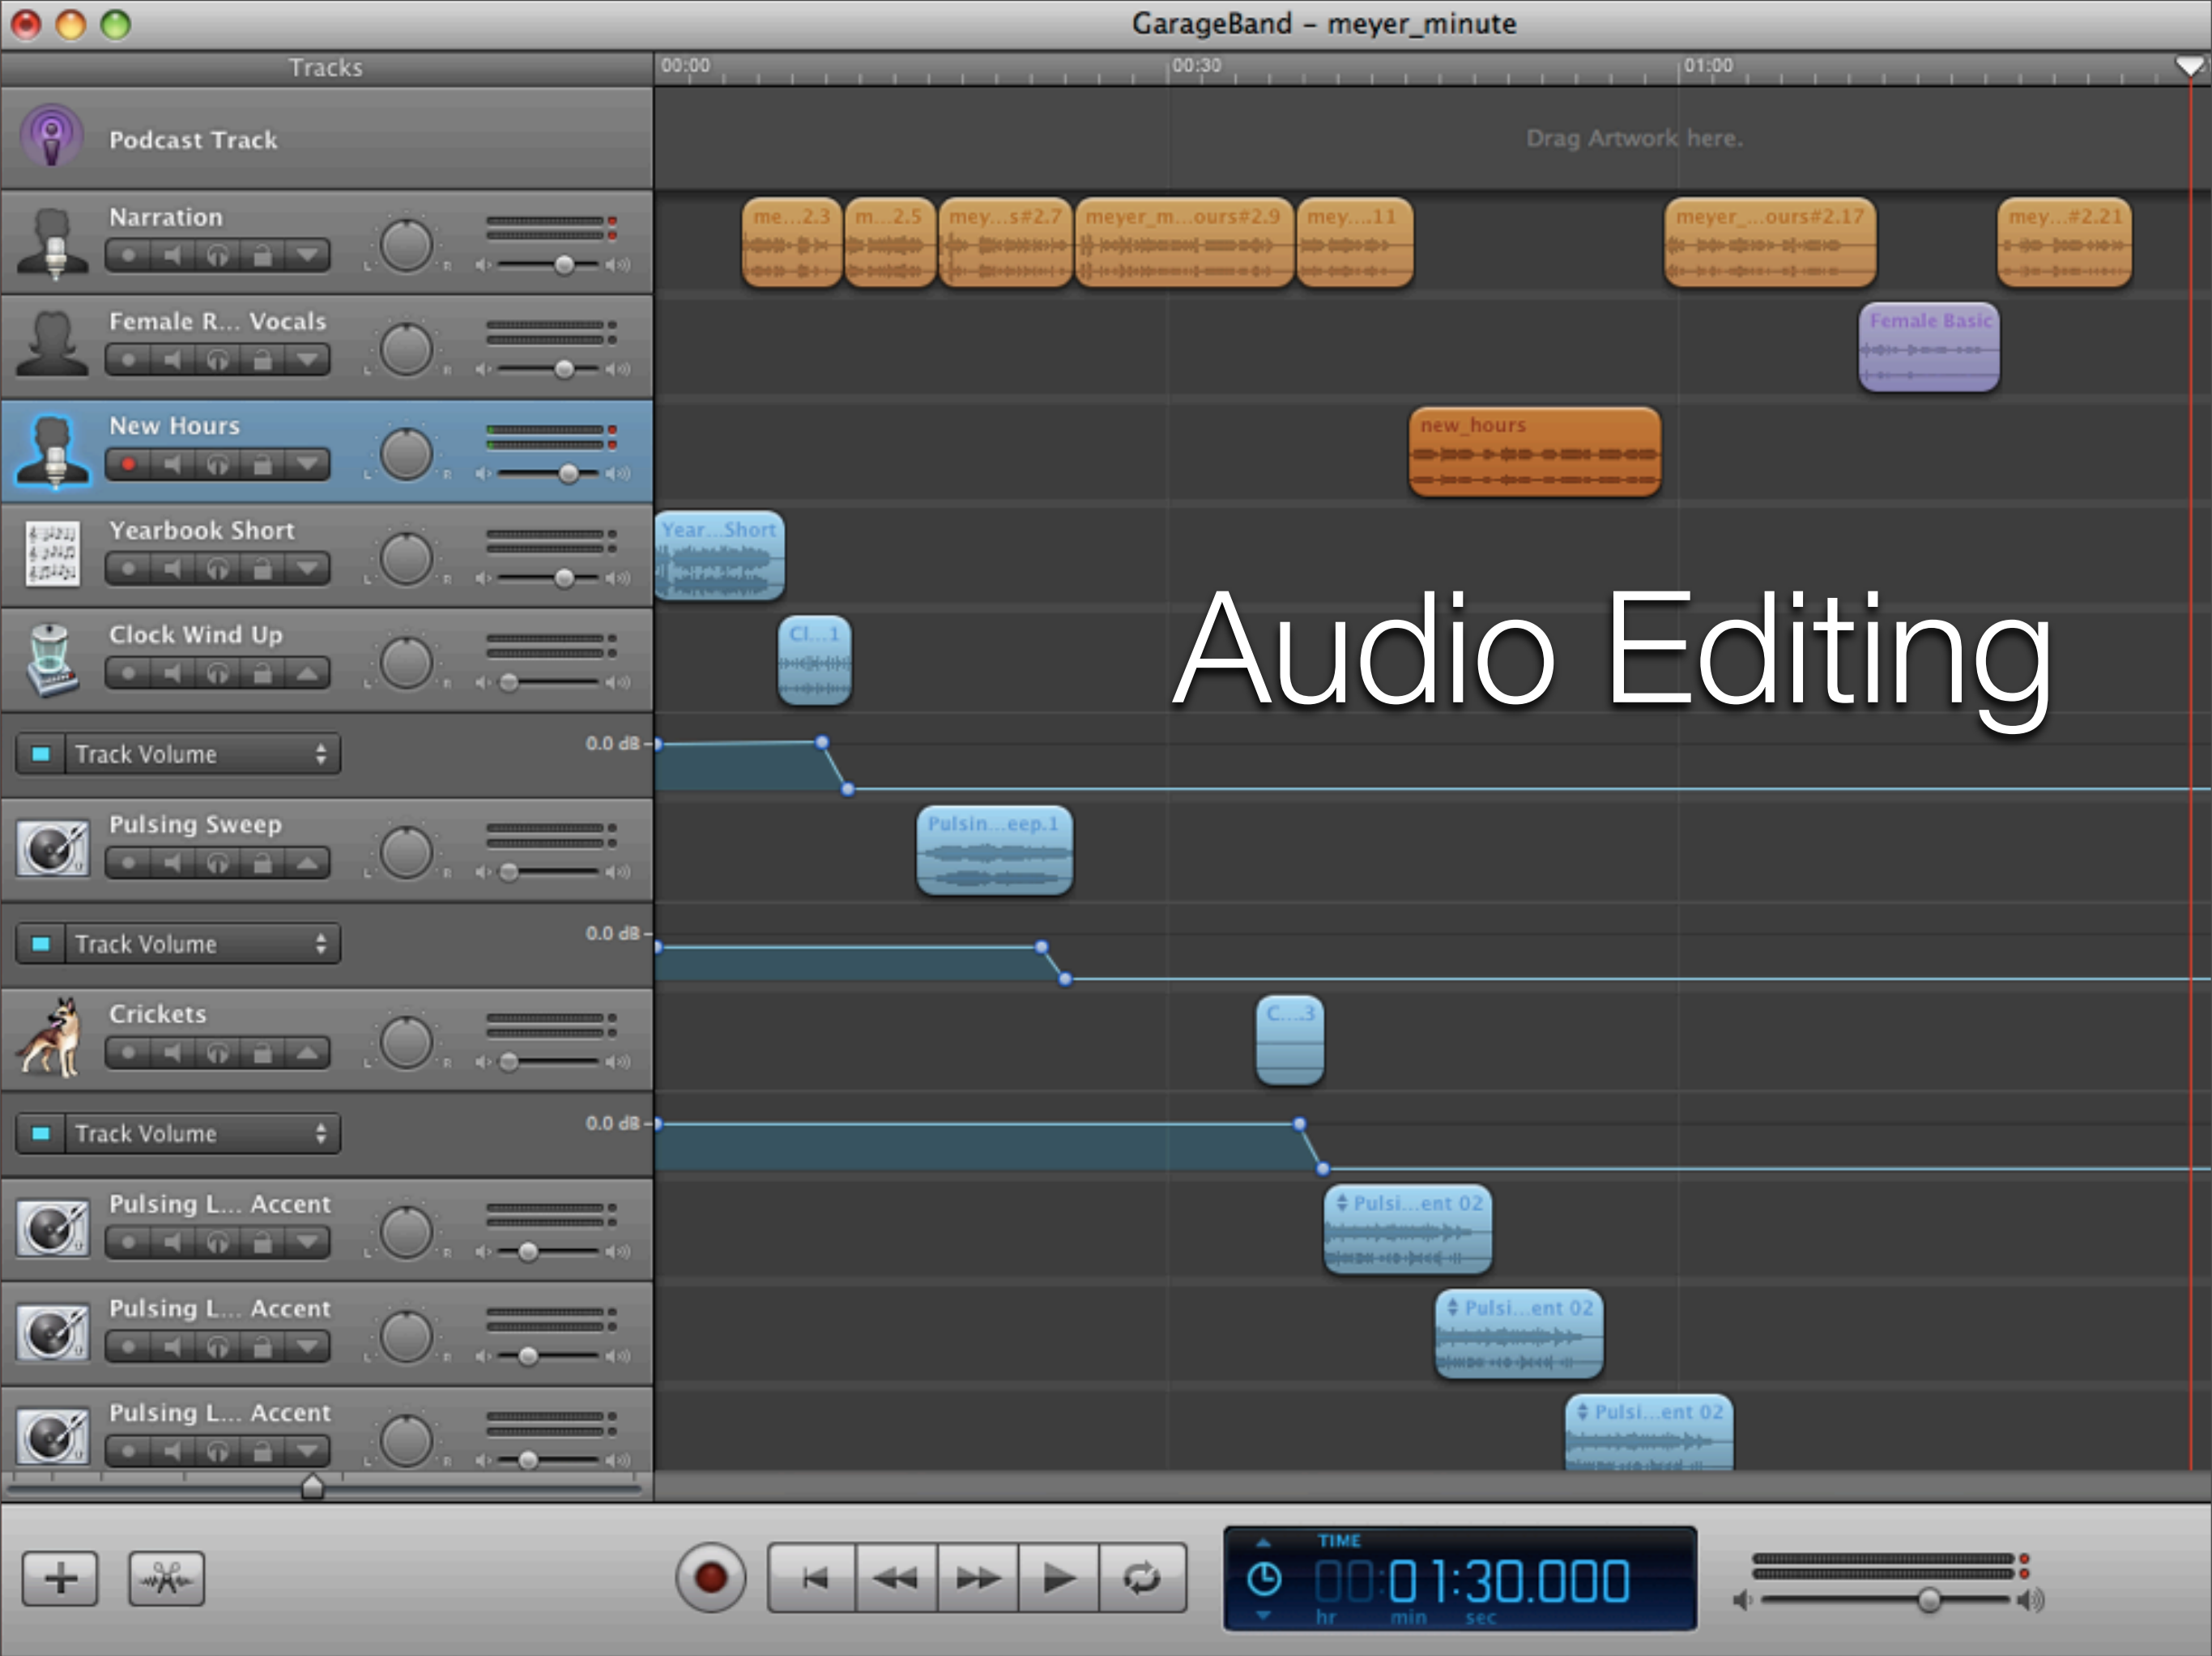 GarageBand – meyer_minute
Tracks
00:00
00:30
01:00
Podcast Track
Drag Artwork here.
Narration
L R
me...2.3
m...2.5
mey...s#2.7
meyer_m...ours#2.9
mey....11
meyer_...ours#2.17
mey...#2.21
Female R... Vocals
L R
Female Basic
New Hours
L R
new_hours
Yearbook Short
L R
Year...Short
Clock Wind Up
L R
Cl...1
Audio Editing
Track Volume
0.0 dB
Pulsing Sweep
L R
Pulsin...eep.1
Track Volume
0.0 dB
Crickets
L R
C....3
Track Volume
0.0 dB
Pulsing L... Accent
L R
Pulsi...ent 02
Pulsing L... Accent
L R
Pulsi...ent 02
Pulsing L... Accent
L R
Pulsi...ent 02
TIME
00:01:30.000
hr min sec